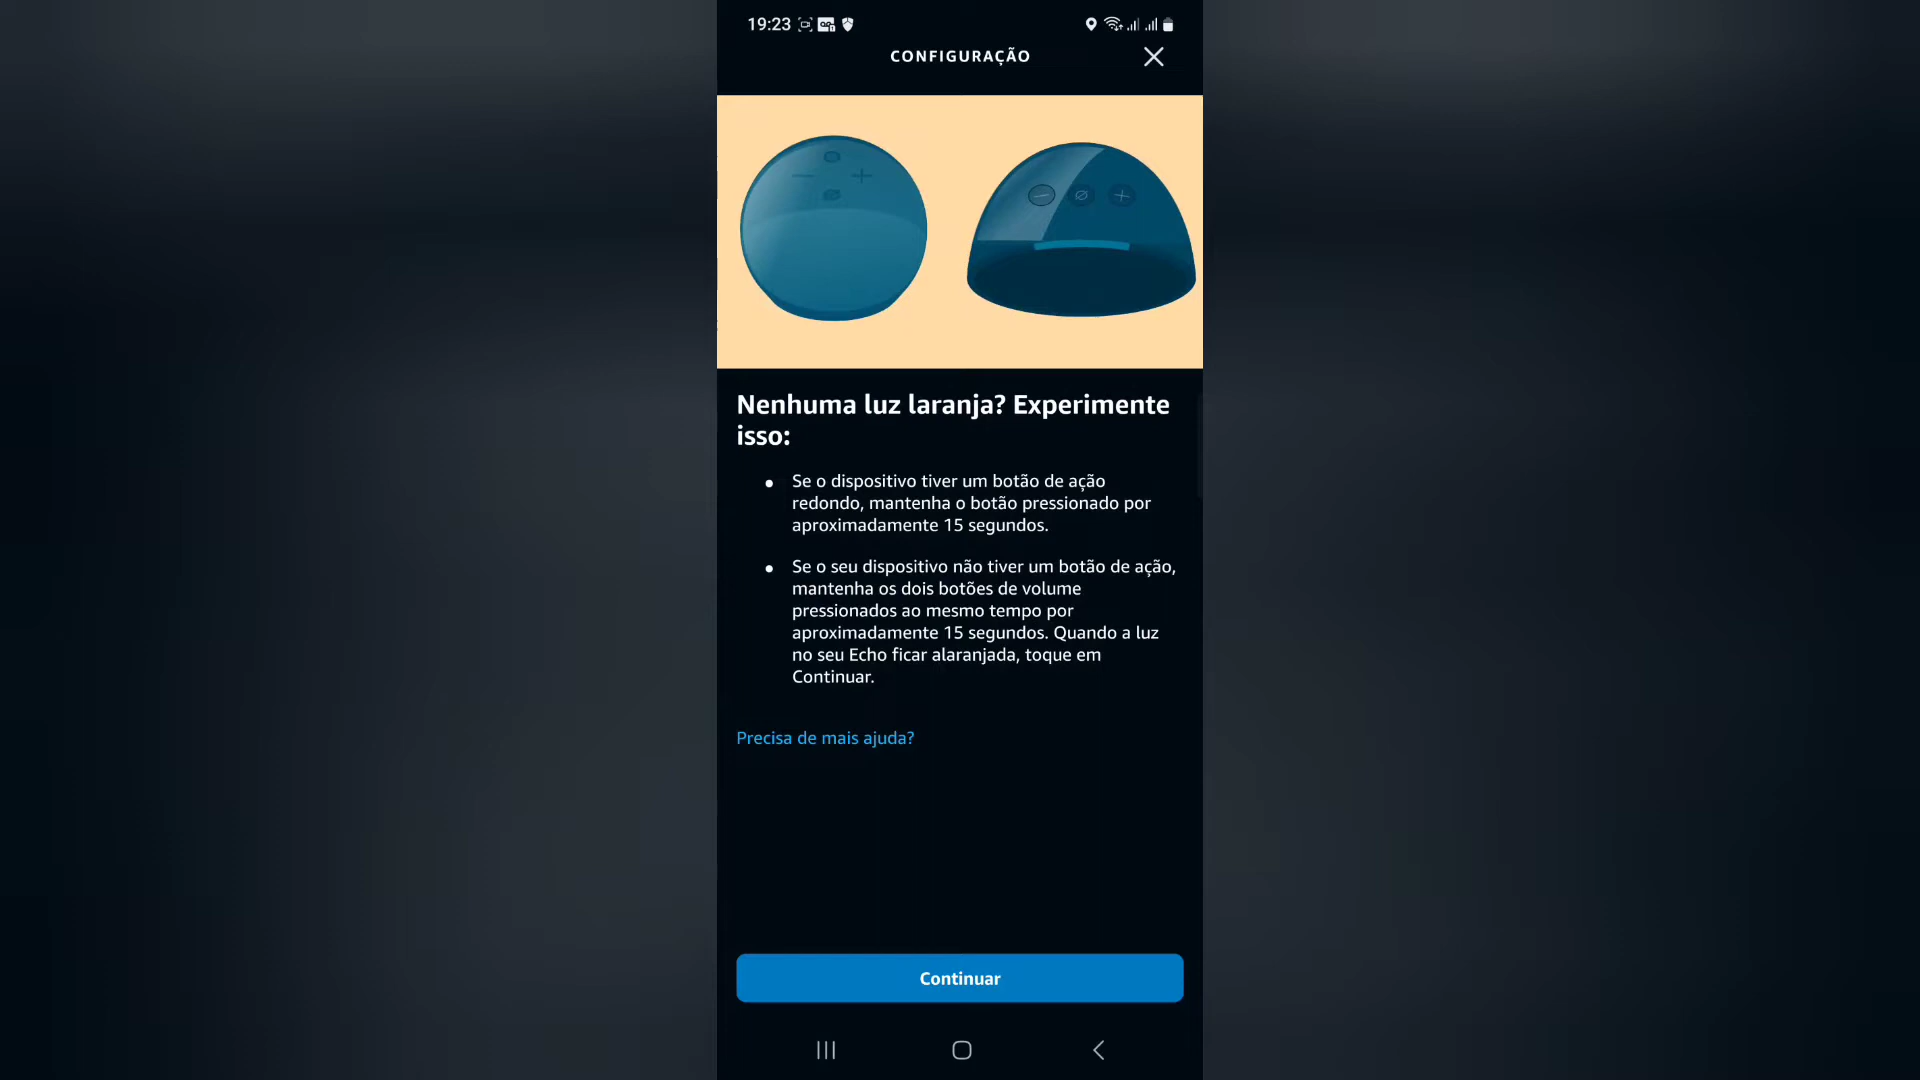 19:23
CONFIGURAÇÃO
Nenhuma luz laranja? Experimente
isso:
Se o dispositivo tiver um botão de ação
redondo, mantenha o botão pressionado por
aproximadamente 15 segundos.
Se o seu dispositivo não tiver um botão de ação,
mantenha os dois botões de volume
pressionados ao mesmo tempo por
aproximadamente 15 segundos. Quando a luz
no seu Echo ficar alaranjada, toque em
Continuar.
Precisa de mais ajuda?
Continuar